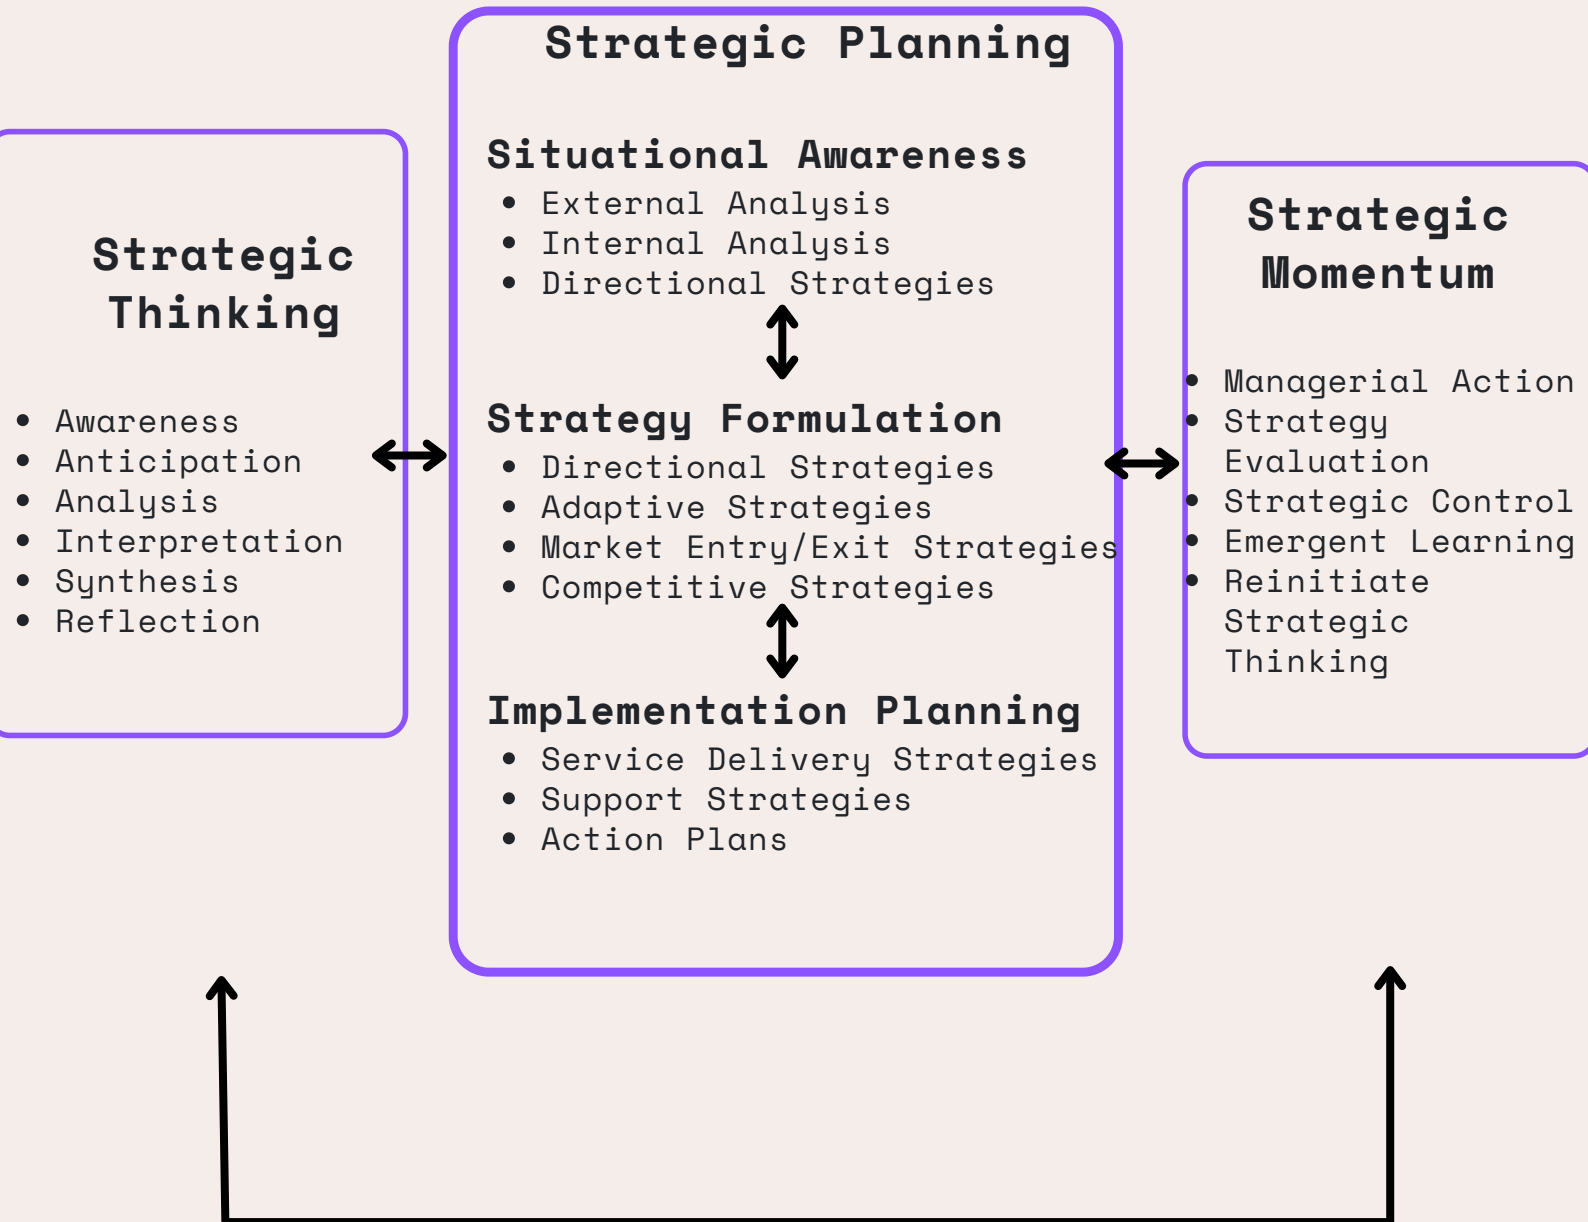 Strategic Planning
Situational Awareness
External Analysis
Internal Analysis
Directional Strategies
Strategy Formulation
Directional Strategies
Adaptive Strategies
Market Entry/Exit Strategies
Competitive Strategies
Implementation Planning
Service Delivery Strategies
Support Strategies
Action Plans
Strategic
Thinking
Awareness
Anticipation
Analysis
Interpretation
Synthesis
Reflection
Strategic
Momentum
Managerial Action
Strategy
Evaluation
Strategic Control
Emergent Learning
Reinitiate
Strategic
Thinking